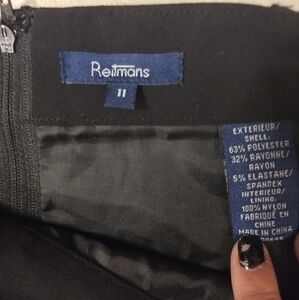 Reitmans
11
EXTERIEUR/
SHELL:
63% POLYESTER
32% RAYONNE/
RAYON
5% ELASTANE/
SPANDEX
INTERIEUR/
LINING:
100% NYLON
FABRIQUÉ EN
CHINE
MADE IN CHINA